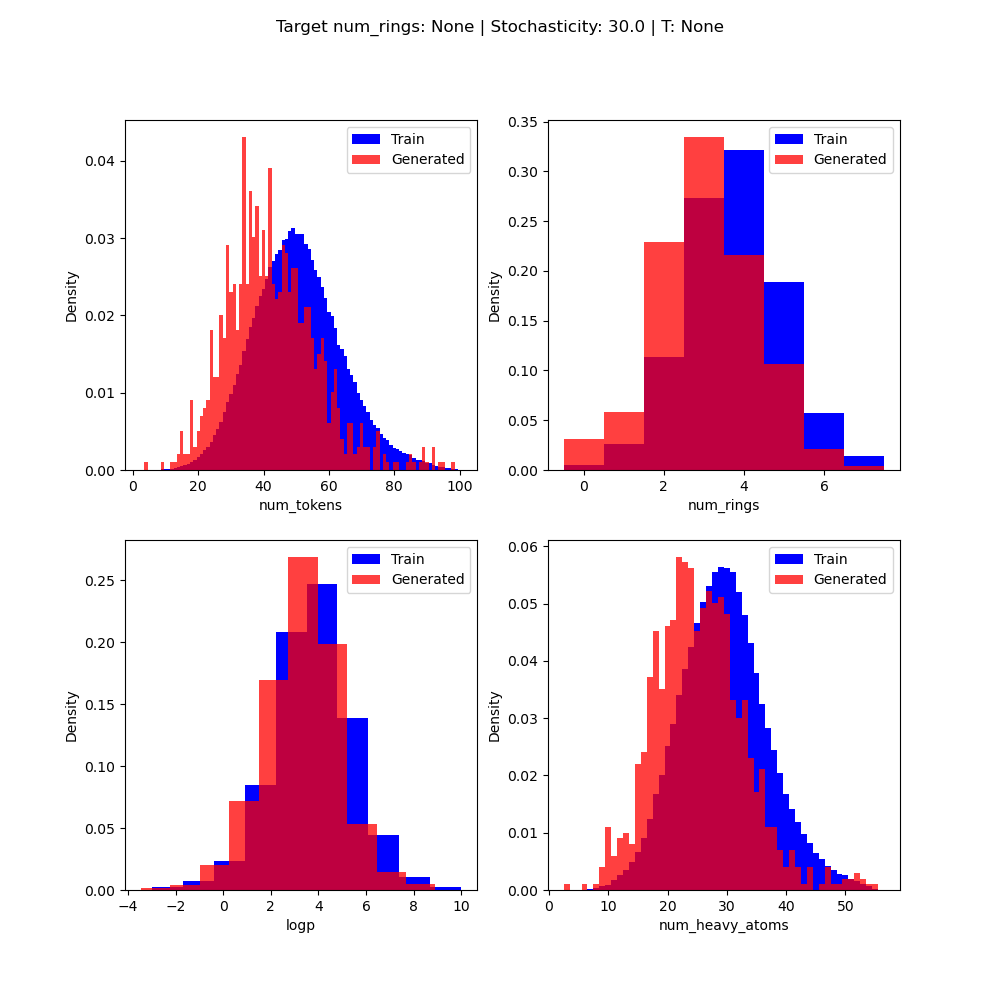 Target num_rings: None | Stochasticity: 30.0 | T: None
Train
Generated
Density
0.00
0.01
0.02
0.03
0.04
0
20
40
60
80
100
num_tokens
Train
Generated
Density
0.00
0.05
0.10
0.15
0.20
0.25
0.30
0.35
0
2
4
6
num_rings
Train
Generated
Density
0.00
0.05
0.10
0.15
0.20
0.25
−4
−2
0
2
4
6
8
10
logp
Train
Generated
Density
0.00
0.01
0.02
0.03
0.04
0.05
0.06
0
10
20
30
40
50
num_heavy_atoms